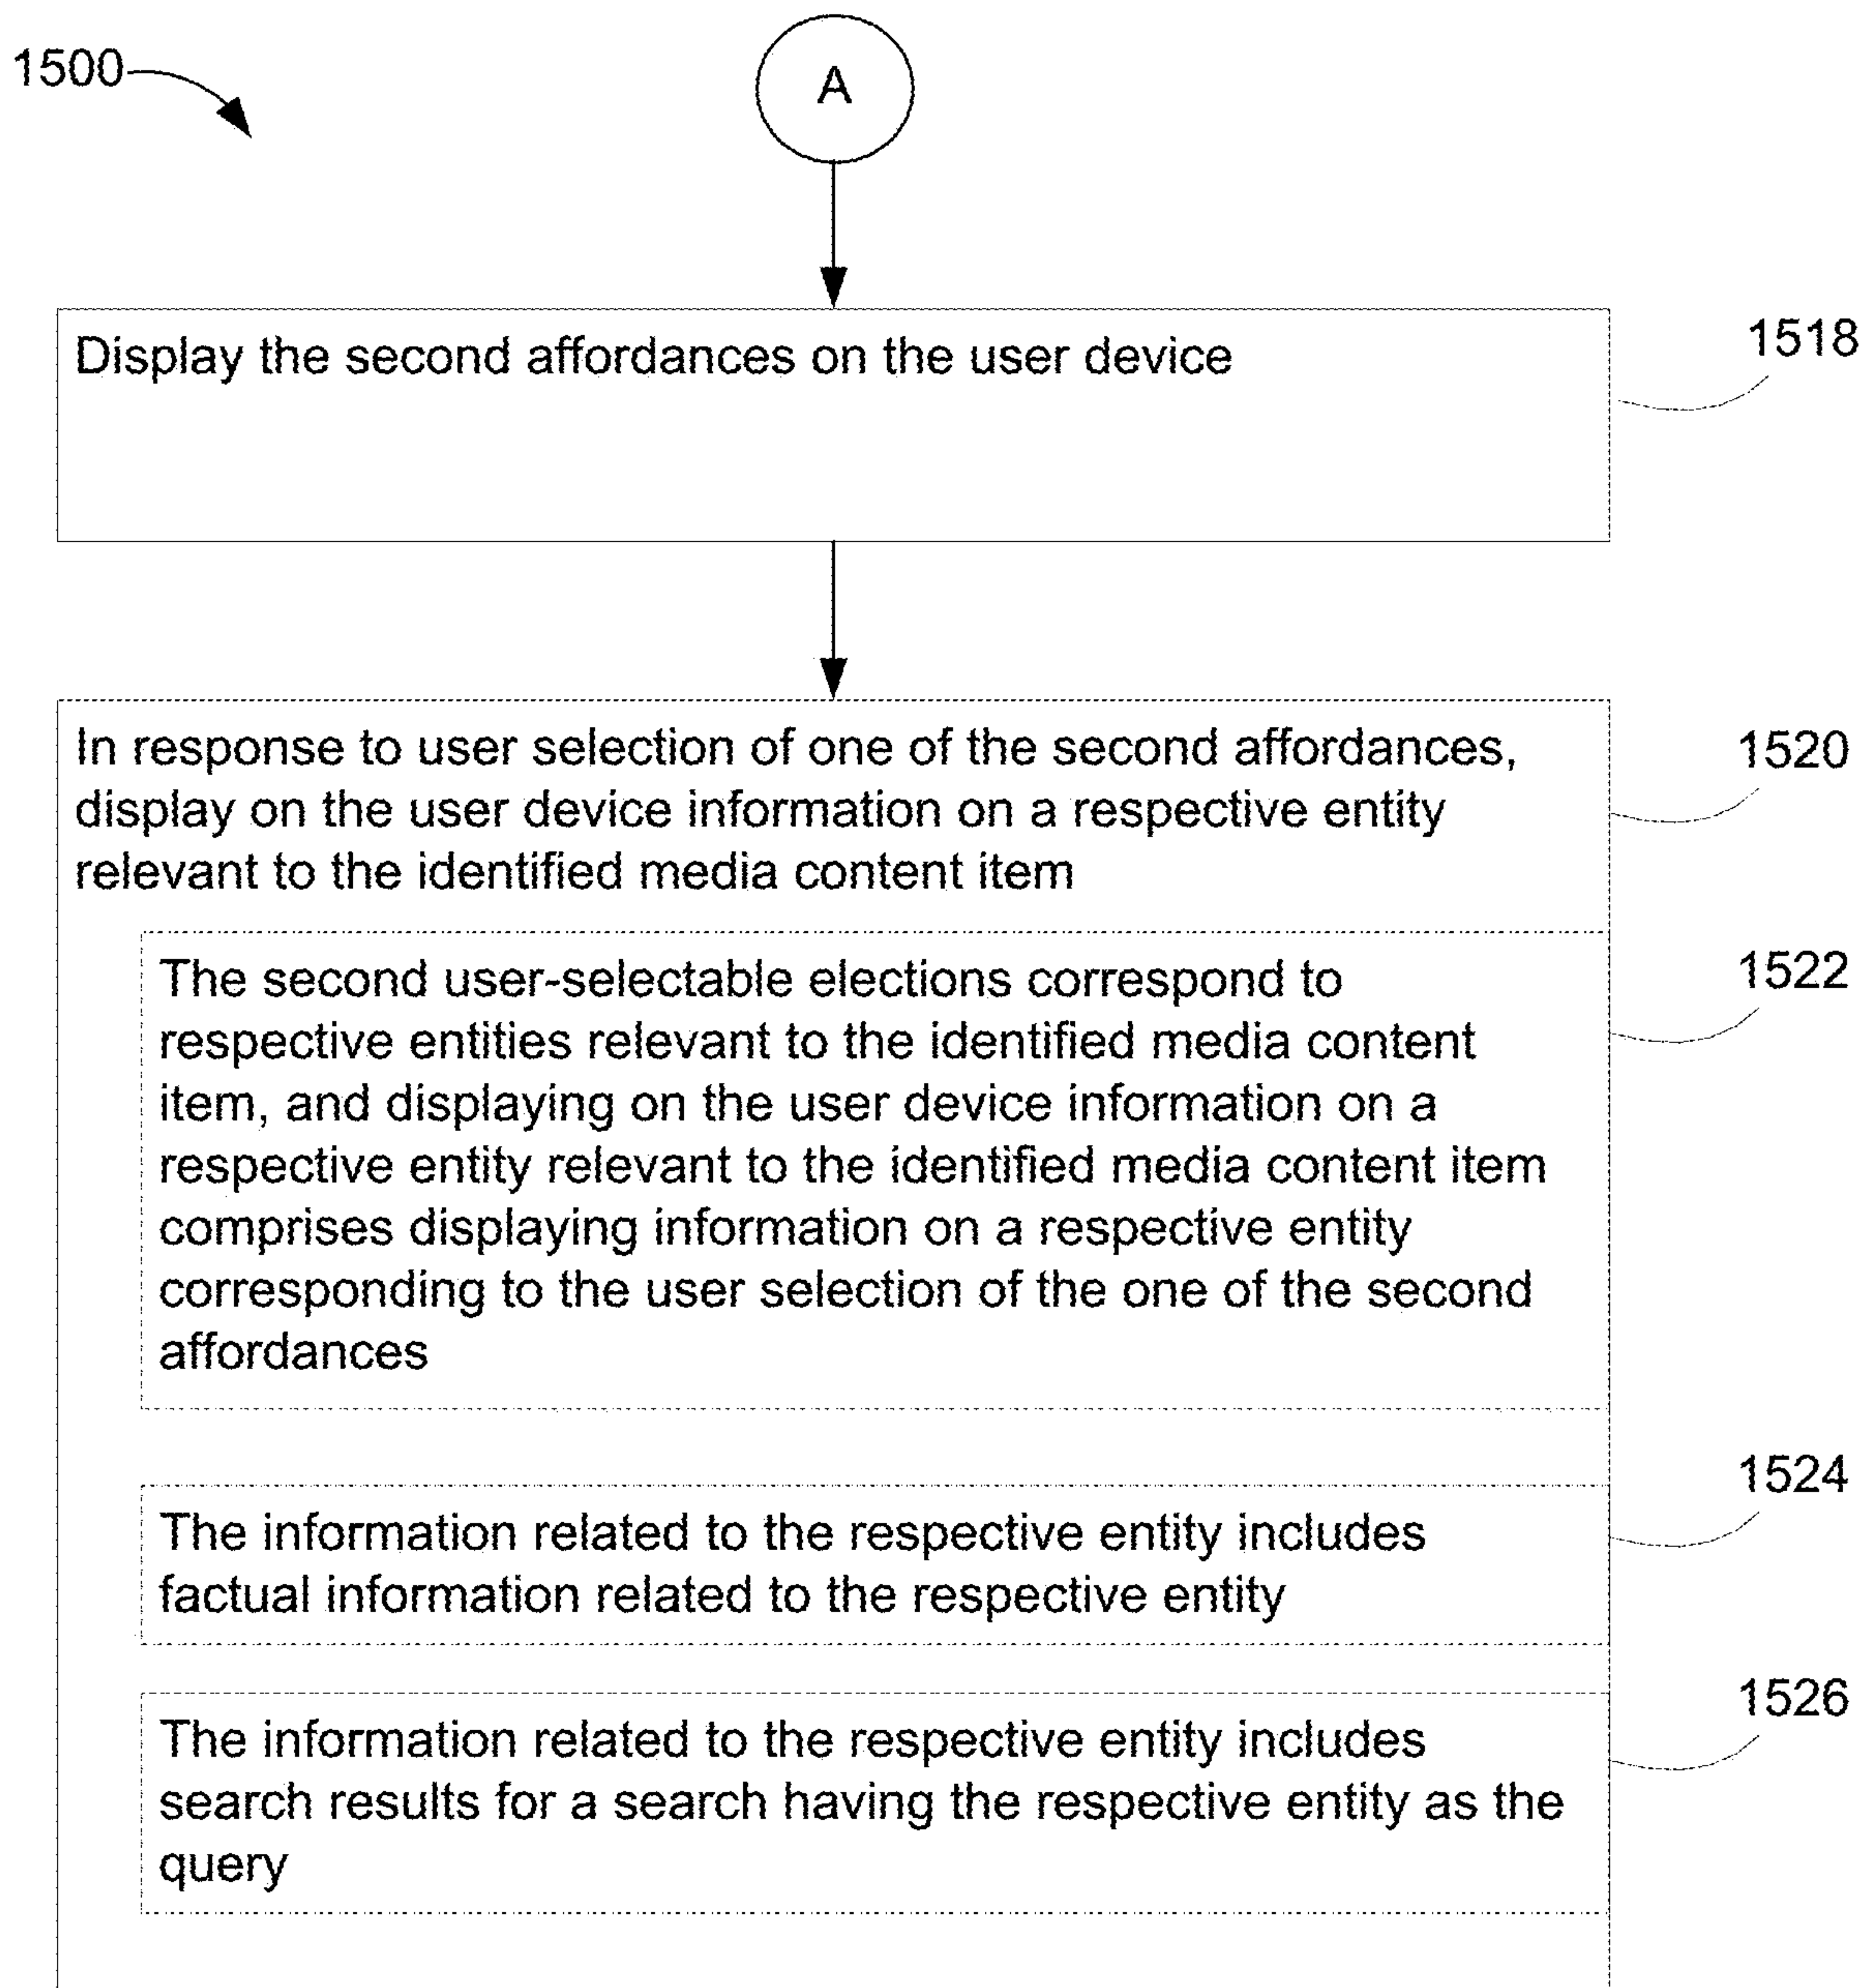 1500
A
Display the second affordances on the user device
1518
In response to user selection of one of the second affordances,
display on the user device information on a respective entity
relevant to the identified media content item
1520
The second user-selectable elections correspond to
respective entities relevant to the identified media content
item, and displaying on the user device information on a
respective entity relevant to the identified media content item
comprises displaying information on a respective entity
corresponding to the user selection of the one of the second
affordances
1522
The information related to the respective entity includes
factual information related to the respective entity
1524
The information related to the respective entity includes
search results for a search having the respective entity as the
query
1526